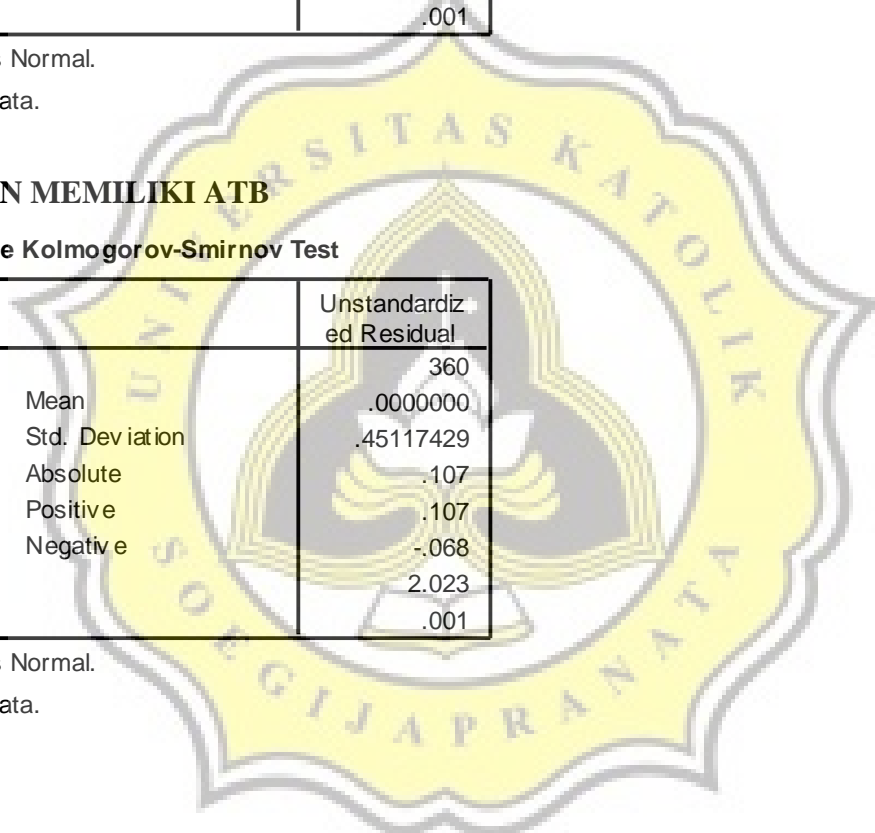 .001
s Normal.
ata.
N MEMILIKI ATB
e Kolmogorov-Smirnov Test
Unstandardiz
ed Residual
360
Mean .0000000
Std. Deviation .45117429
Absolute .107
Positive .107
Negative -.068
2.023
.001
s Normal.
ata.
UNIVERSITAS KATOLIK
SOEGIJAPRANATA